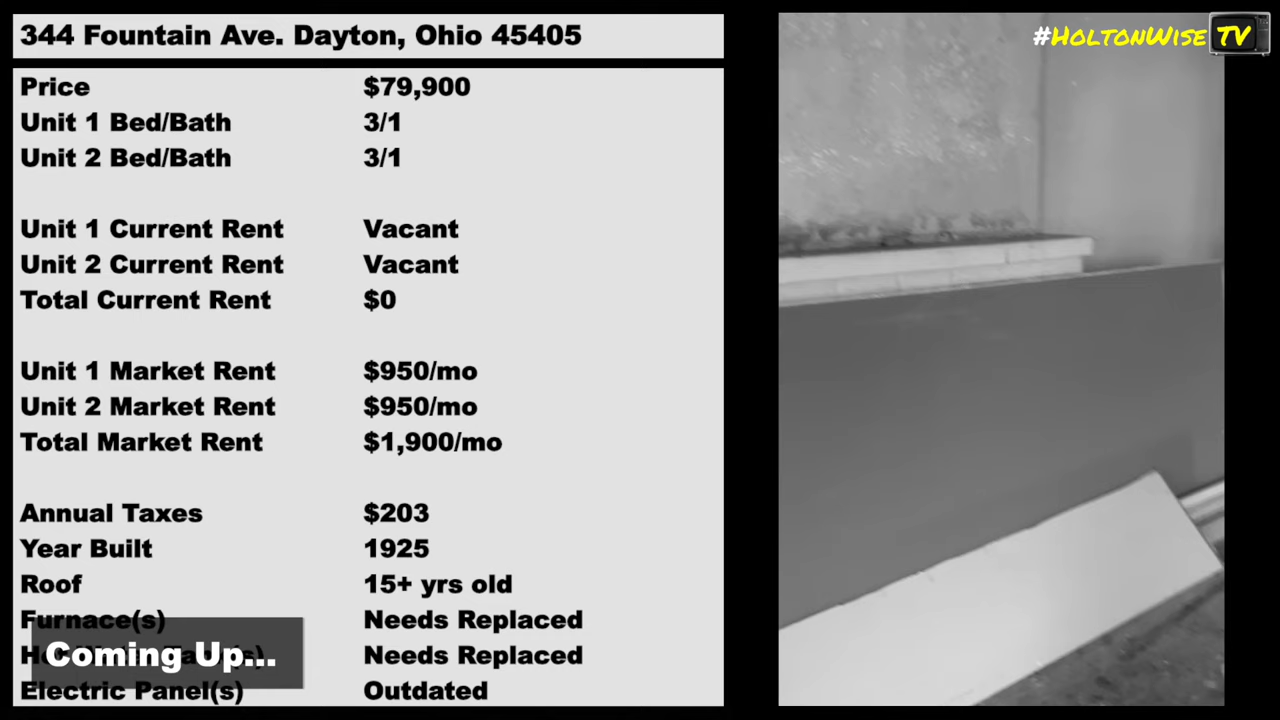 344 Fountain Ave. Dayton, Ohio 45405
Price $79,900
Unit 1 Bed/Bath 3/1
Unit 2 Bed/Bath 3/1
Unit 1 Current Rent Vacant
Unit 2 Current Rent Vacant
Total Current Rent $0
Unit 1 Market Rent $950/mo
Unit 2 Market Rent $950/mo
Total Market Rent $1,900/mo
Annual Taxes $203
Year Built 1925
Roof 15+ yrs old
Furnace(s) Needs Replaced
Needs Replaced
Electric Panel(s) Outdated
Coming Up...
#HoltonWise TV